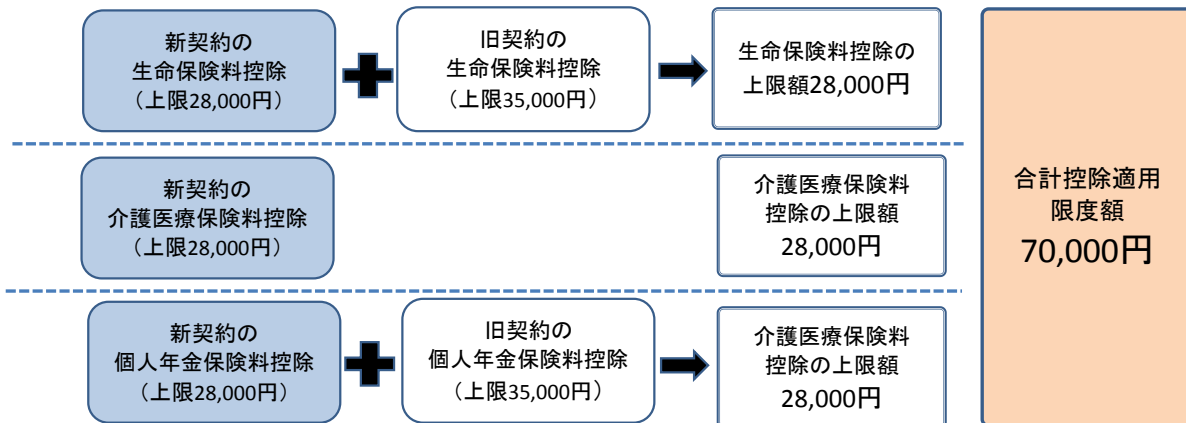 新契約の
生命保険料控除
（上限28,000円）
旧契約の
生命保険料控除
（上限35,000円）
生命保険料控除の
上限額28,000円
新契約の
介護医療保険料控除
（上限28,000円）
介護医療保険料
控除の上限額
28,000円
新契約の
個人年金保険料控除
（上限28,000円）
旧契約の
個人年金保険料控除
（上限35,000円）
介護医療保険料
控除の上限額
28,000円
合計控除適用
限度額
70,000円